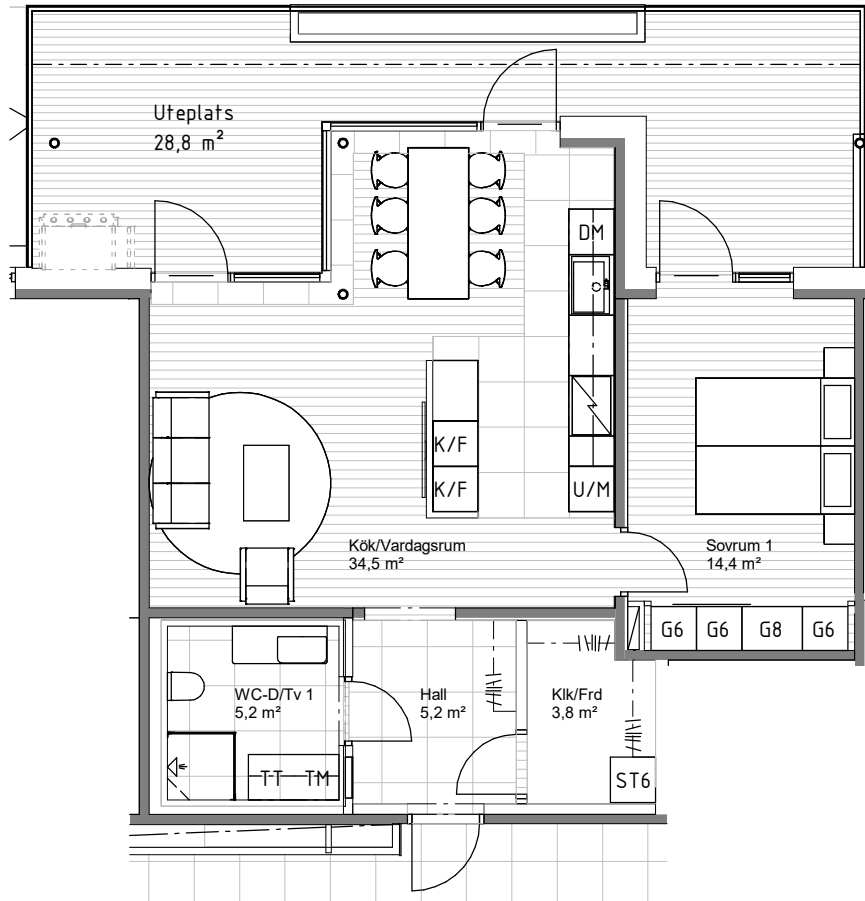 Uteplats
28,8 m²
DM
K/F
K/F
U/M
Kök/Vardagsrum
34,5 m²
Sovrum 1
14,4 m²
G6 G6 G8 G6
WC-D/Tv 1
5,2 m²
Hall
5,2 m²
Klk/Frd
3,8 m²
TT TM
ST6